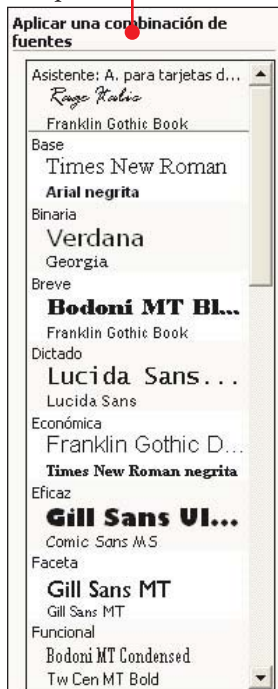 Aplicar una combinación de
fuentes
Asistente: A. para tarjetas d...
Rage Italic
Franklin Gothic Book
Base
Times New Roman
Arial negrita
Binaria
Verdana
Georgia
Breve
Bodoni MT Bl...
Franklin Gothic Book
Dictado
Lucida Sans...
Lucida Sans
Económica
Franklin Gothic D...
Times New Roman negrita
Eficaz
Gill Sans Ul...
Comic Sans MS
Faceta
Gill Sans MT
Gill Sans MT
Funcional
Bodoni MT Condensed
Tw Cen MT Bold